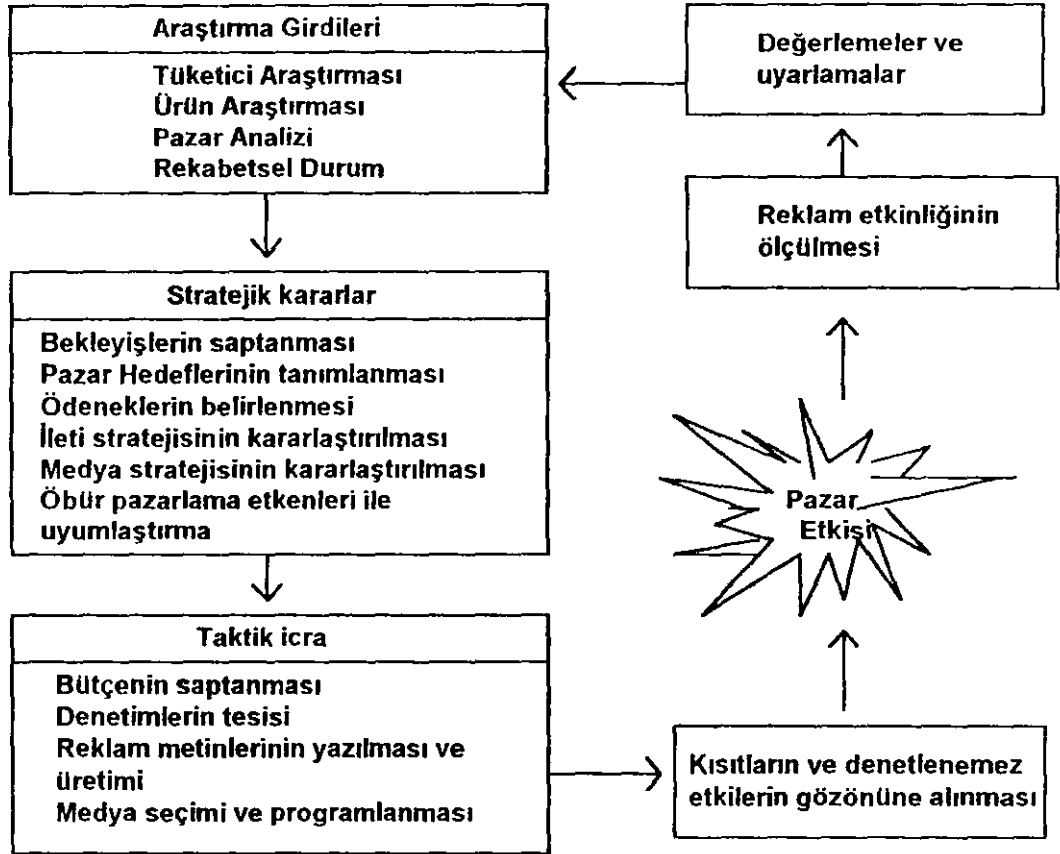 Araştırma Girdileri
Tüketici Araştırması
Ürün Araştırması
Pazar Analizi
Rekabetsel Durum
Stratejik kararlar
Bekleyişlerin saptanması
Pazar Hedeflerinin tanımlanması
Ödeneklerin belirlenmesi
İleti stratejisinin kararlaştırılması
Medya stratejisinin kararlaştırılması
Öbür pazarlama etkenleri ile
uyumlaştırma
Taktik icra
Bütçenin saptanması
Denetimlerin tesisi
Reklam metinlerinin yazılması ve
üretimi
Medya seçimi ve programlanması
Kısıtların ve denetlenemez
etkilerin gözönüne alınması
Pazar
Etkisi
Reklam etkinliğinin
ölçülmesi
Değerlemeler ve
uyarlamalar